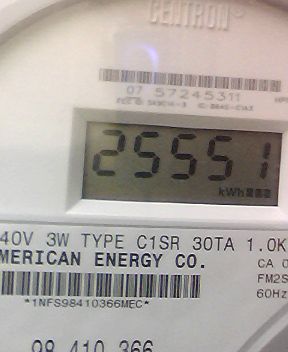 CENTRON
07 57245311
25551
kWh
40V 3W TYPE C1SR 30TA 1.0K
MERICAN ENERGY CO.
CA 0
FM2S
60Hz
*1NFS98410366MEC*
98 410 366